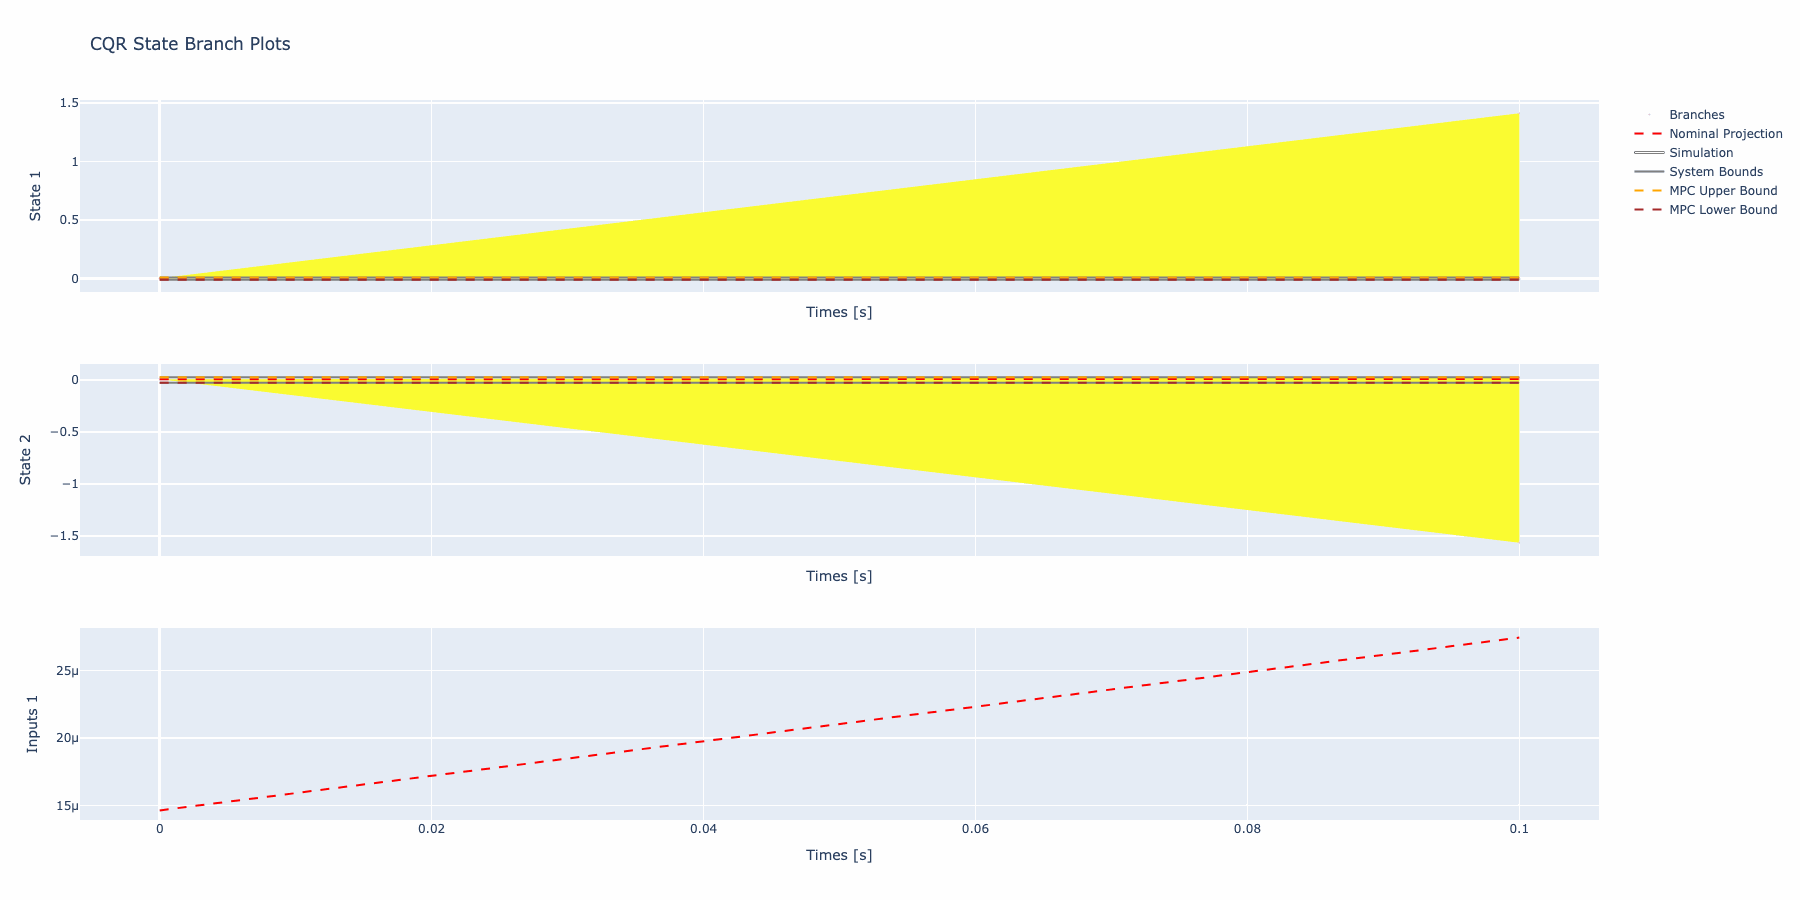 CQR State Branch Plots
1.5
1
0.5
0
State 1
Times [s]
Branches
Nominal Projection
Simulation
System Bounds
MPC Upper Bound
MPC Lower Bound
0
−0.5
−1
−1.5
State 2
Times [s]
25μ
20μ
15μ
Inputs 1
0 0.02 0.04 0.06 0.08 0.1
Times [s]